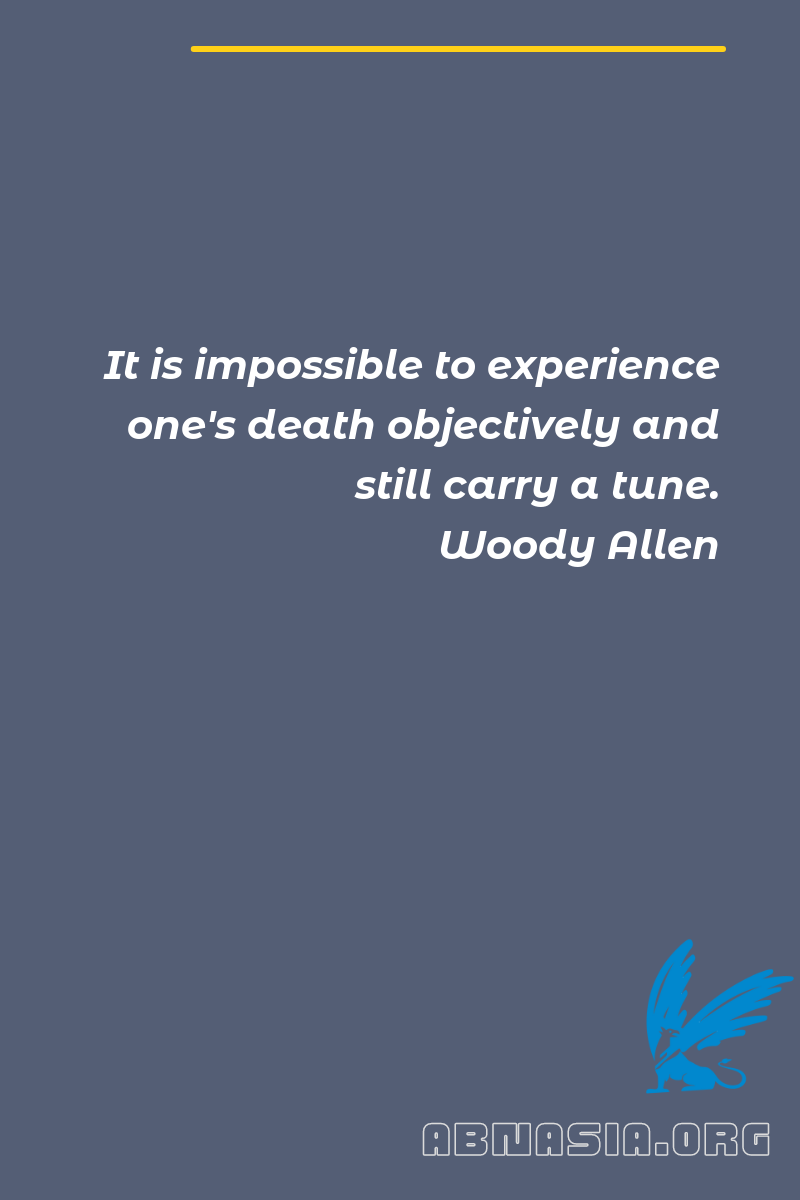 It is impossible to experience
one's death objectively and
still carry a tune.
Woody Allen
ABNASIA.ORG